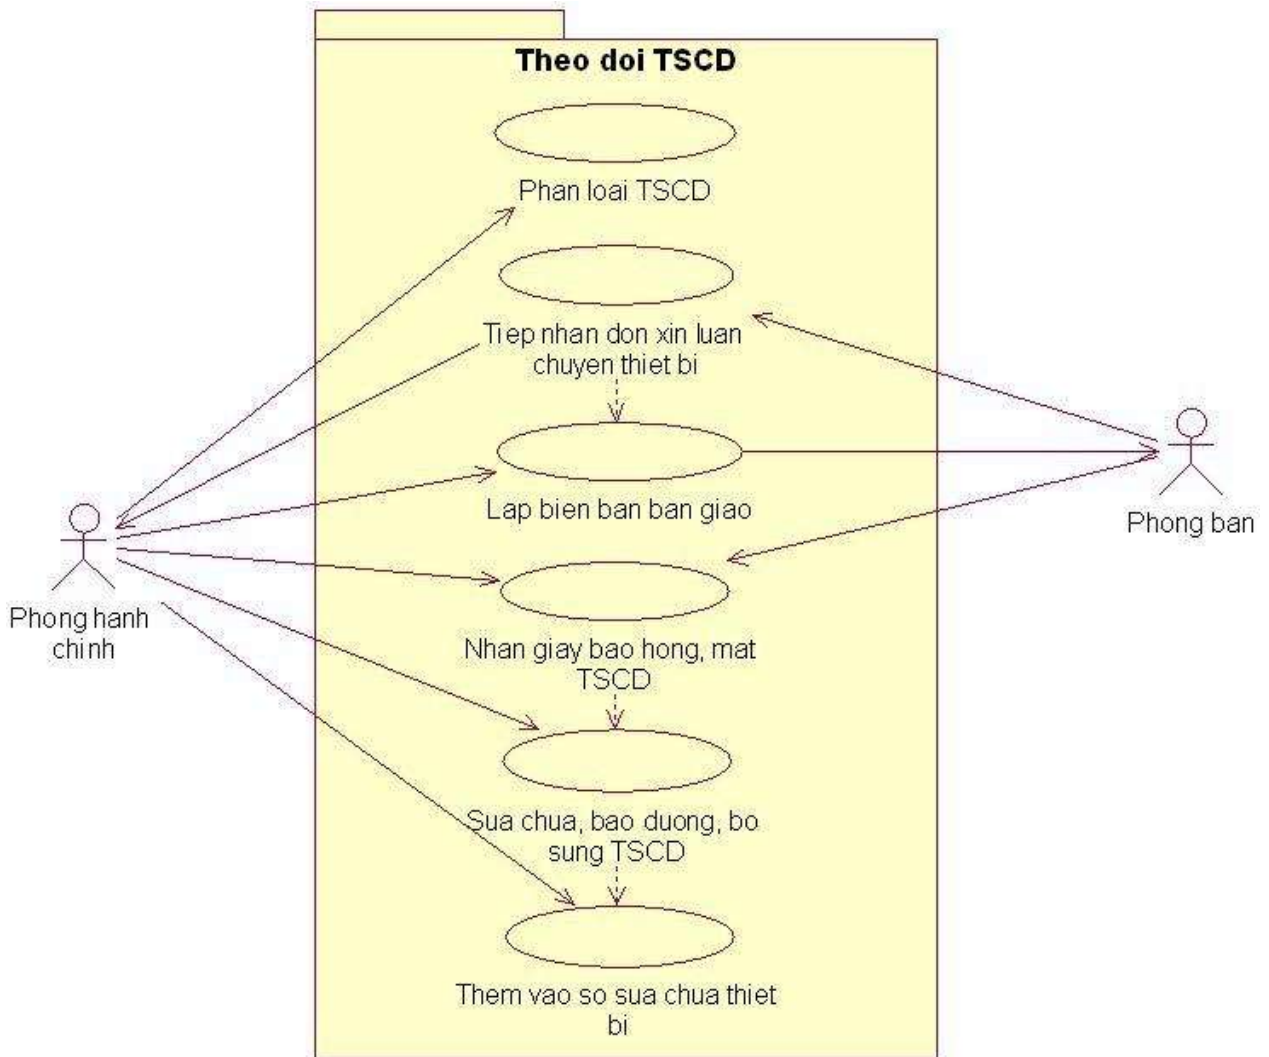 Theo doi TSCD
Phan loai TSCD
Tiep nhan don xin luan
chuyen thiet bi
Lap bien ban ban giao
Phong ban
Phong hanh
chinh
Nhan giay bao hong, mat
TSCD
Sua chua, bao duong, bo
sung TSCD
Them vao so sua chua thiet
bi